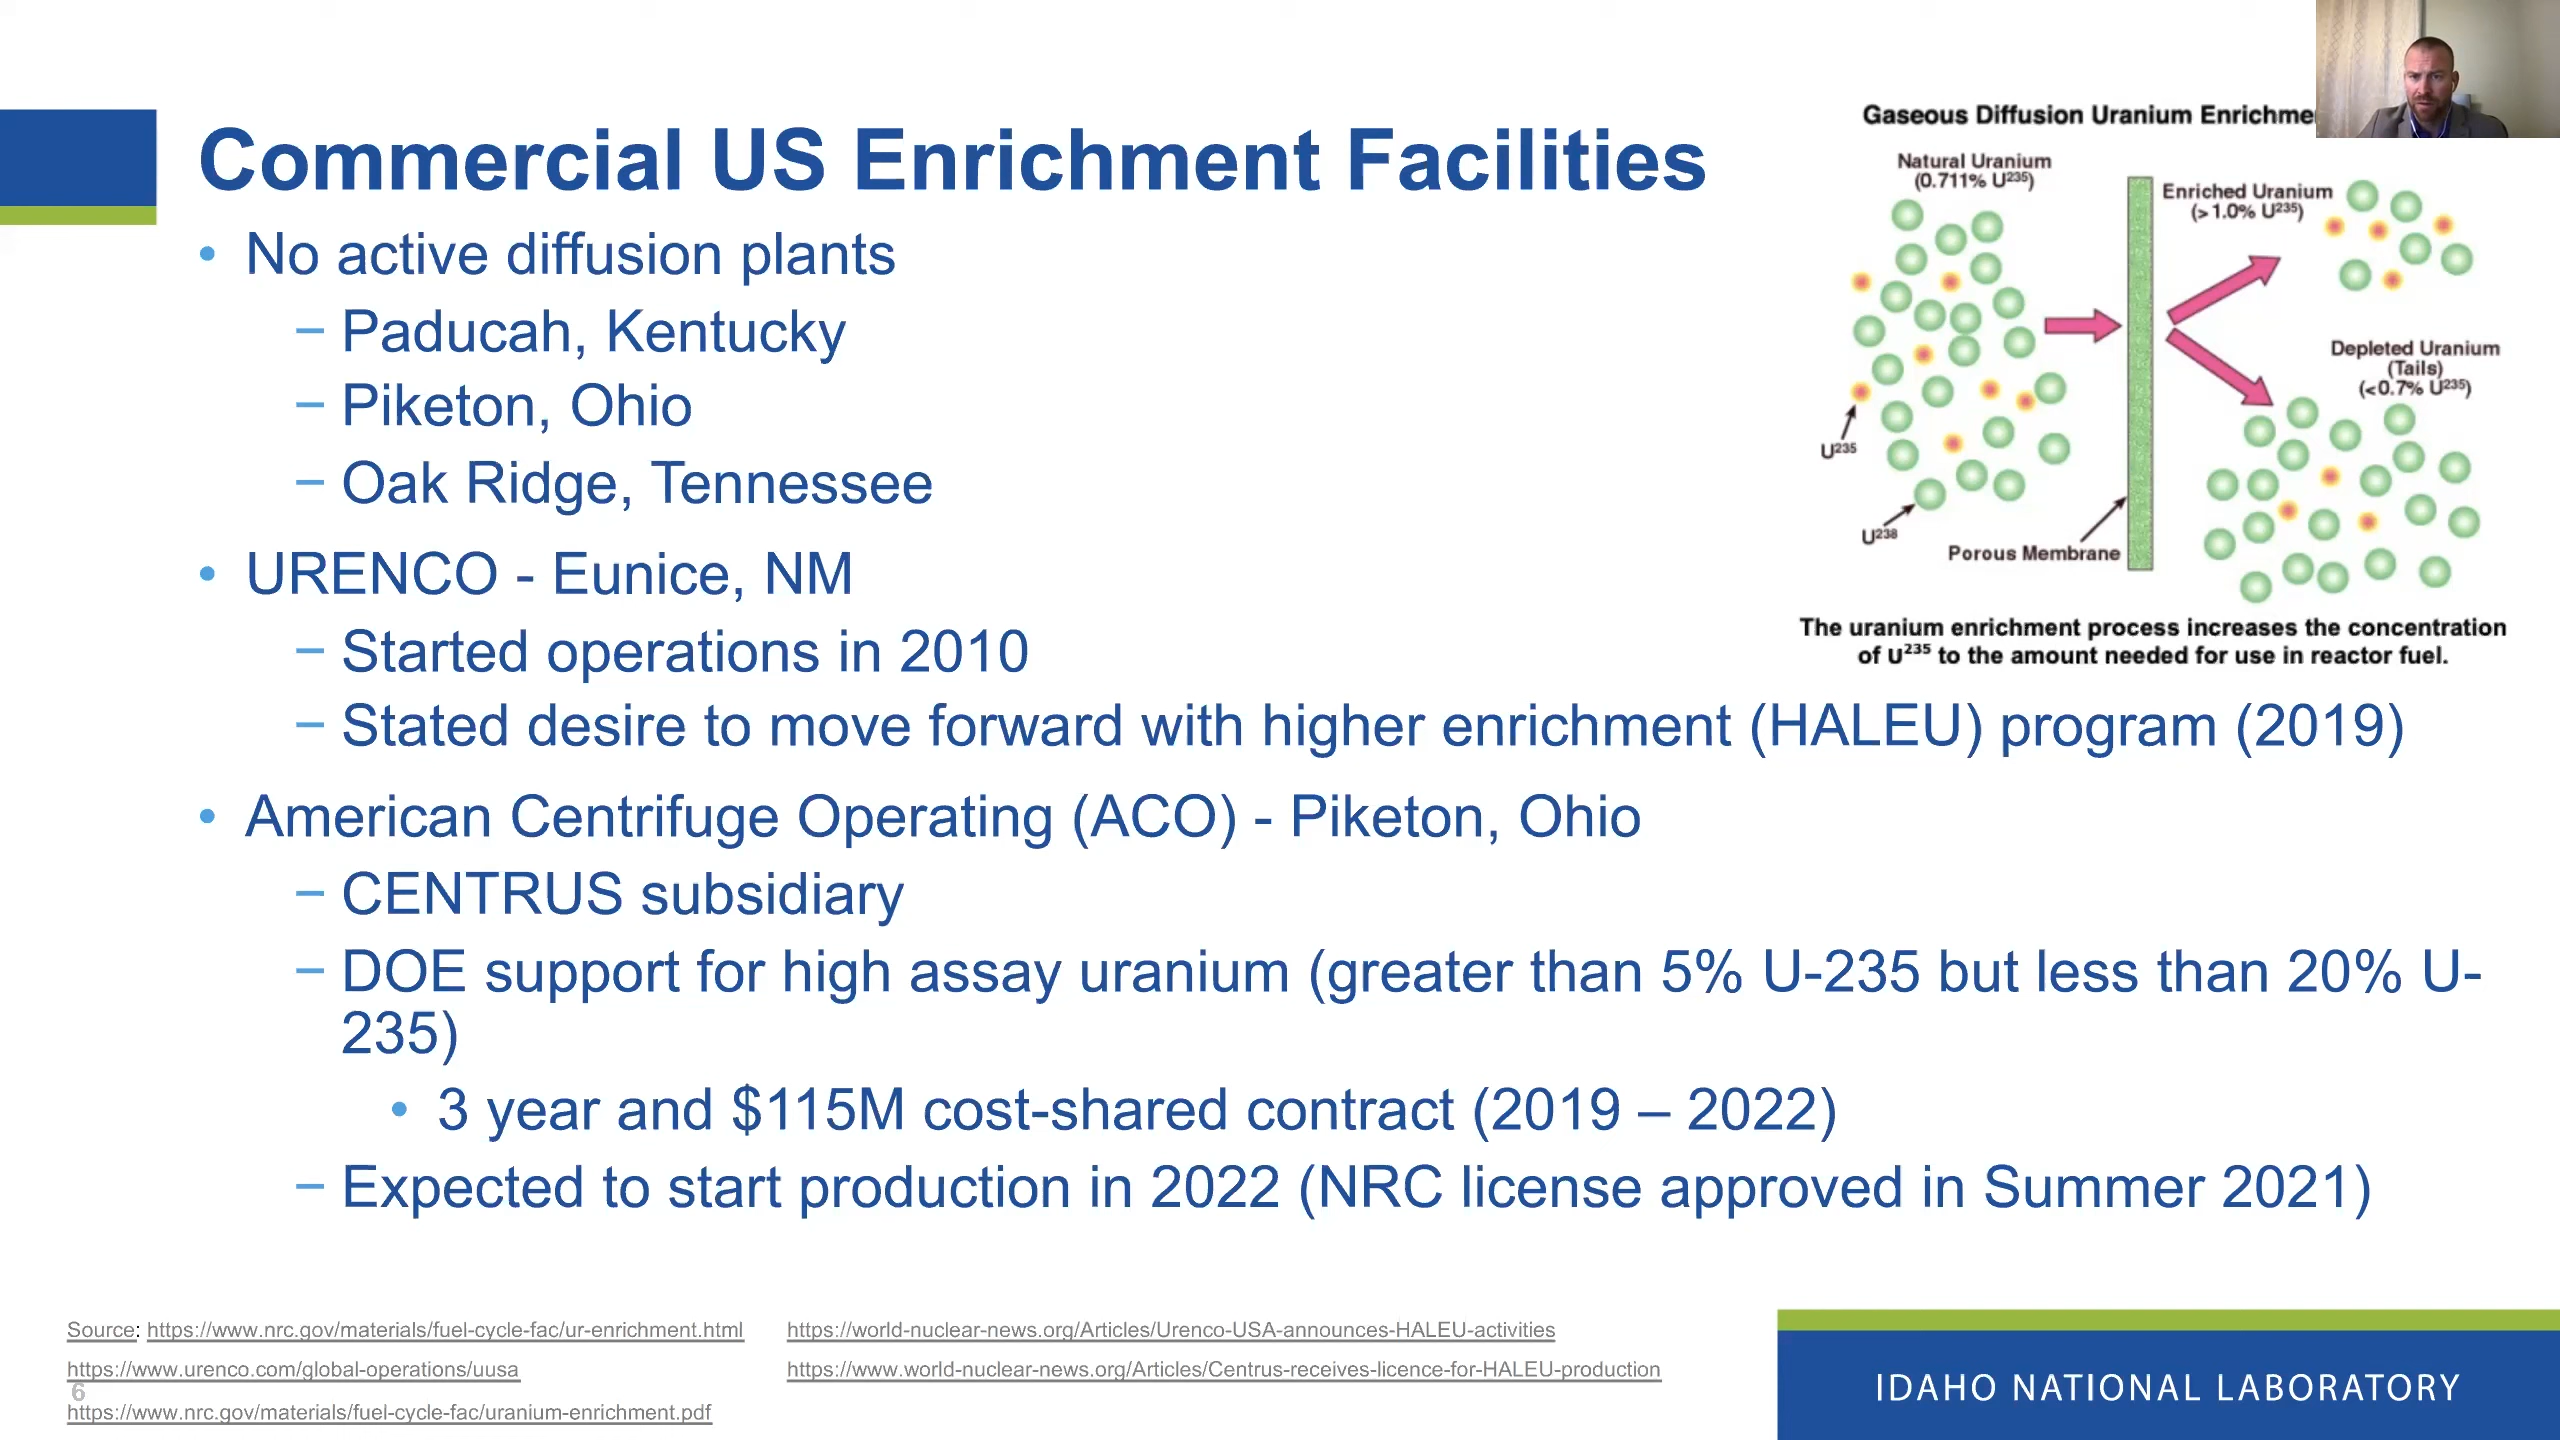 Commercial US Enrichment Facilities
• No active diffusion plants
– Paducah, Kentucky
– Piketon, Ohio
– Oak Ridge, Tennessee
• URENCO - Eunice, NM
– Started operations in 2010
– Stated desire to move forward with higher enrichment (HALEU) program (2019)
• American Centrifuge Operating (ACO) - Piketon, Ohio
– CENTRUS subsidiary
– DOE support for high assay uranium (greater than 5% U-235 but less than 20% U-
235)
• 3 year and $115M cost-shared contract (2019 – 2022)
– Expected to start production in 2022 (NRC license approved in Summer 2021)
Gaseous Diffusion Uranium
Natural Uranium
(0.711% U²³⁵)
Enriched Uranium
(>1.0% U²³⁵)
Depleted Uranium
(Tails)
(<0.7% U²³⁵)
U²³⁵
U²³⁸
Porous Membrane
The uranium enrichment process increases the concentration
of U²³⁵ to the amount needed for use in reactor fuel.
Source: https://www.nrc.gov/materials/fuel-cycle-fac/ur-enrichment.html
https://www.urenco.com/global-operations/uusa
6
https://www.nrc.gov/materials/fuel-cycle-fac/uranium-enrichment.pdf
https://world-nuclear-news.org/Articles/Urenco-USA-announces-HALEU-activities
https://www.world-nuclear-news.org/Articles/Centrus-receives-licence-for-HALEU-production
IDAHO NATIONAL LABORATORY